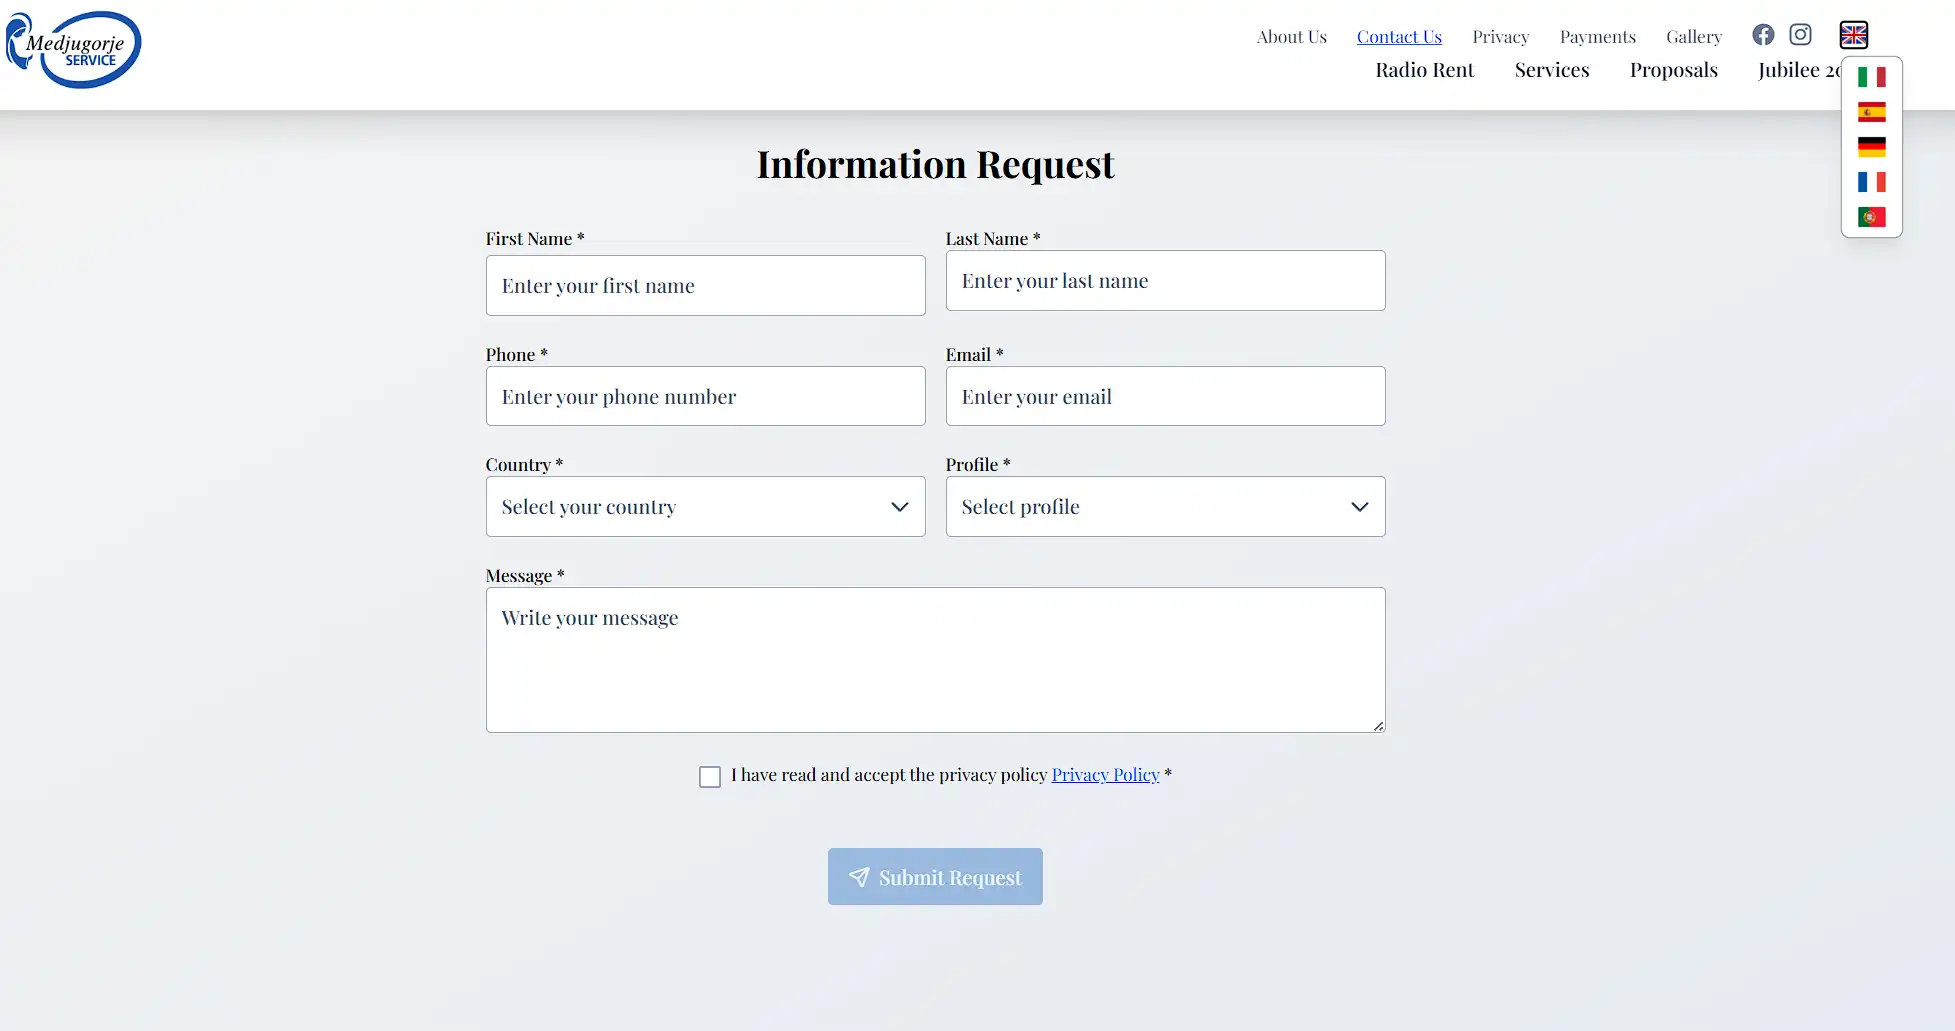 Medjugorje
SERVICE
About Us Contact Us Privacy Payments Gallery
Radio Rent Services Proposals Jubilee
Information Request
First Name * Last Name *
Enter your first name Enter your last name
Phone * Email *
Enter your phone number Enter your email
Country * Profile *
Select your country Select profile
Message *
Write your message
I have read and accept the privacy policy Privacy Policy *
Submit Request